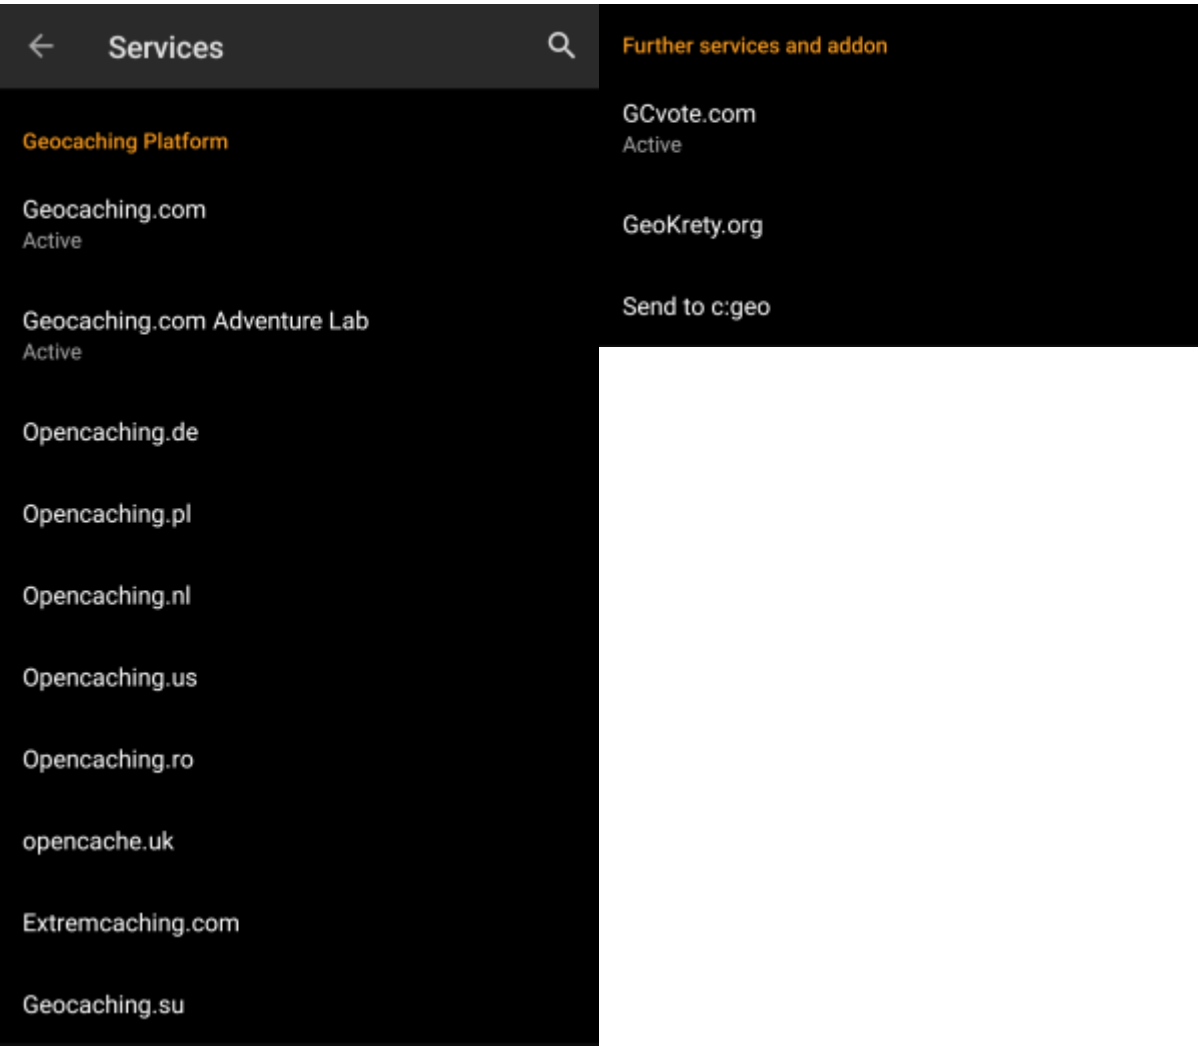 Services
Geocaching Platform
Geocaching.com
Active
Geocaching.com Adventure Lab
Active
Opencaching.de
Opencaching.pl
Opencaching.nl
Opencaching.us
Opencaching.ro
opencache.uk
Extremcaching.com
Geocaching.su
Further services and addon
GCvote.com
Active
GeoKrety.org
Send to c:geo